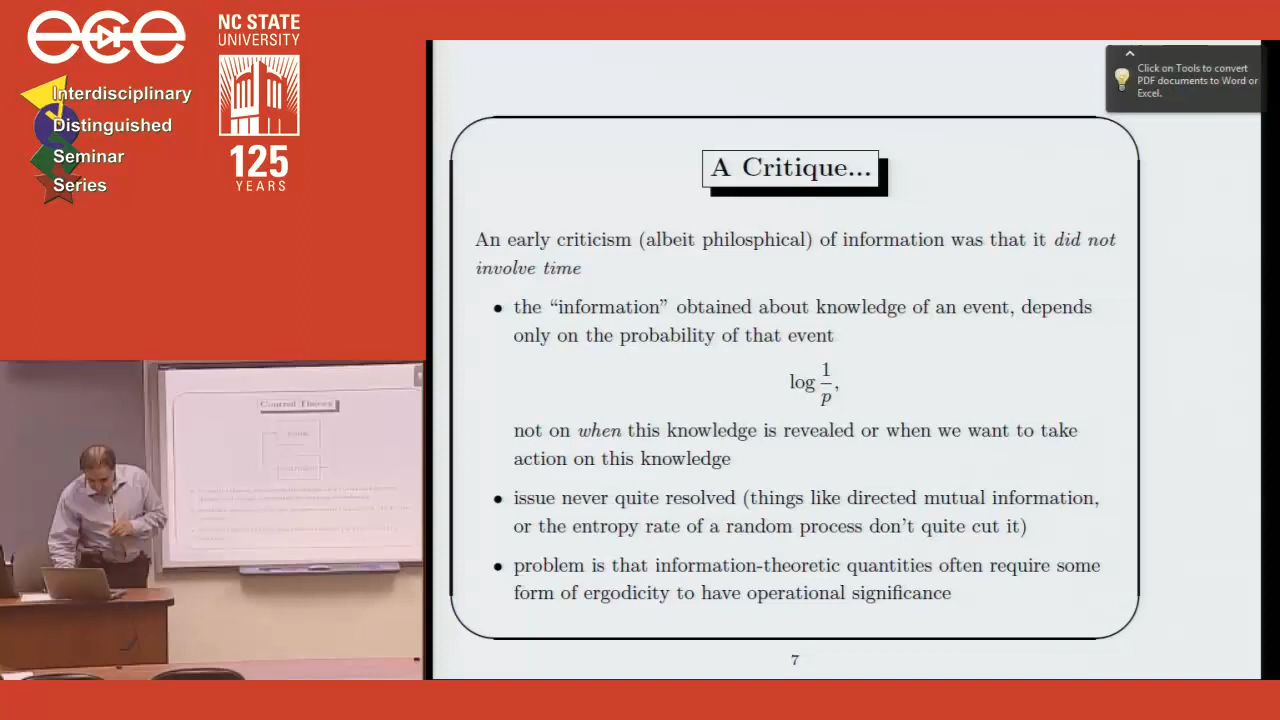 ece
NC STATE
UNIVERSITY
Interdisciplinary
Distinguished
Seminar
Series
125
YEARS
Click on Tools to convert
PDF documents to Word or
Excel.
A Critique...
An early criticism (albeit philosphical) of information was that it did not
involve time
• the “information” obtained about knowledge of an event, depends
only on the probability of that event
log 1/p,
not on when this knowledge is revealed or when we want to take
action on this knowledge
• issue never quite resolved (things like directed mutual information,
or the entropy rate of a random process don’t quite cut it)
• problem is that information-theoretic quantities often require some
form of ergodicity to have operational significance
7
Control Theory